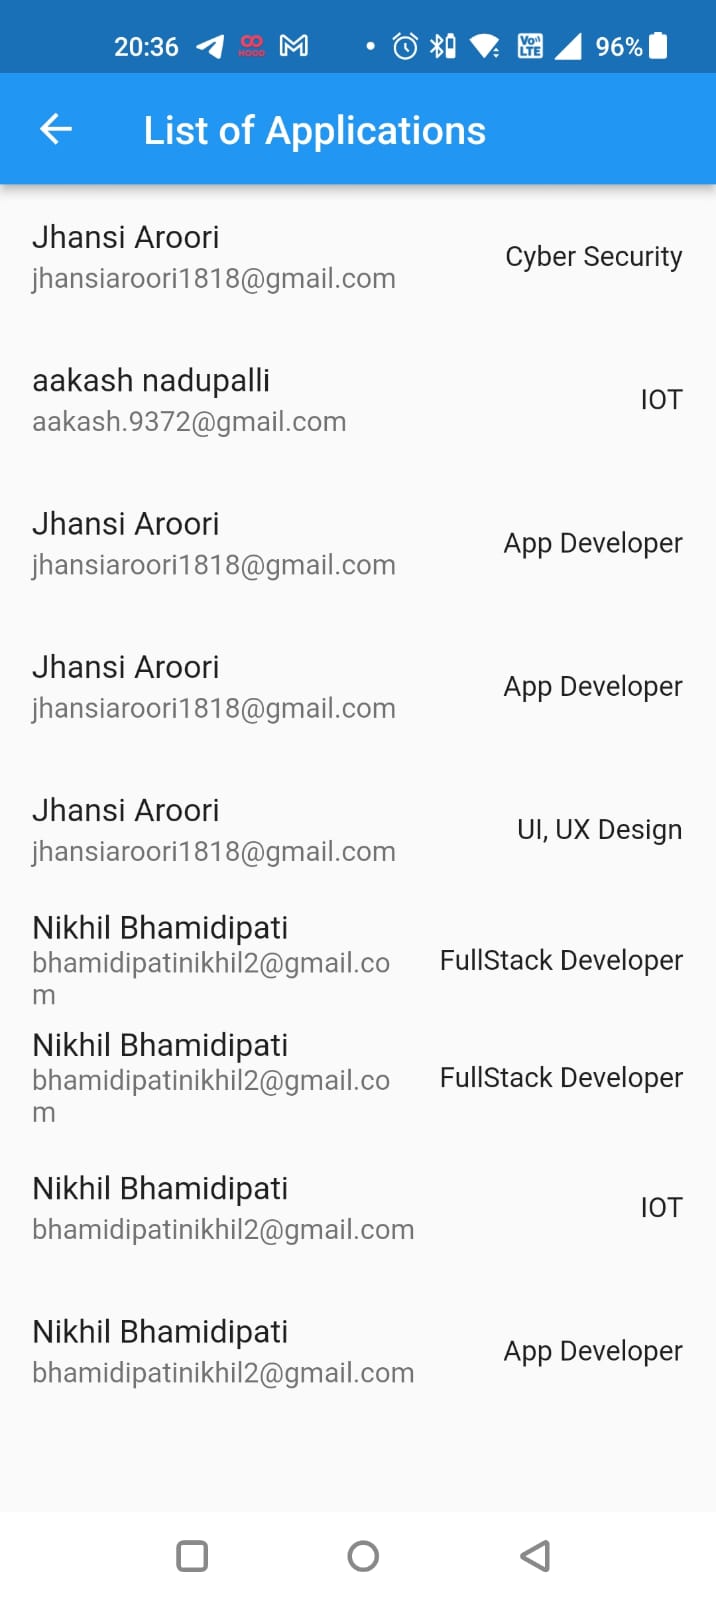 20:36 HOOD M Vo)) LTE 96%
List of Applications
Jhansi Aroori
jhansiaroori1818@gmail.com
Cyber Security
aakash nadupalli
aakash.9372@gmail.com
IOT
Jhansi Aroori
jhansiaroori1818@gmail.com
App Developer
Jhansi Aroori
jhansiaroori1818@gmail.com
App Developer
Jhansi Aroori
jhansiaroori1818@gmail.com
UI, UX Design
Nikhil Bhamidipati
bhamidipatinikhil2@gmail.co
m
FullStack Developer
Nikhil Bhamidipati
bhamidipatinikhil2@gmail.co
m
FullStack Developer
Nikhil Bhamidipati
bhamidipatinikhil2@gmail.com
IOT
Nikhil Bhamidipati
bhamidipatinikhil2@gmail.com
App Developer